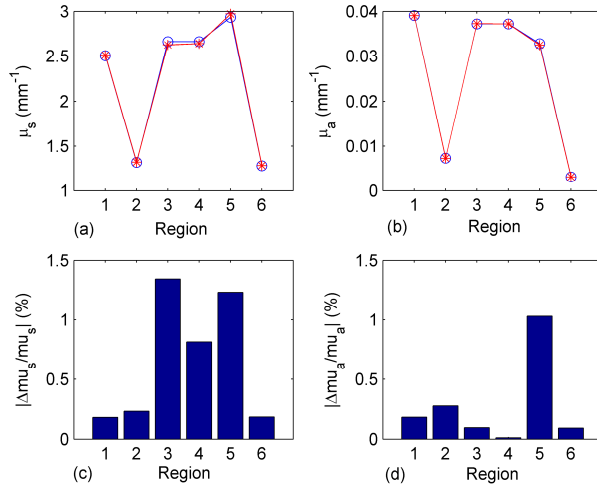 3
2.5
2
1.5
1
μs (mm-1)
1 2 3 4 5 6
(a) Region
0.04
0.03
0.02
0.01
0
μa (mm-1)
1 2 3 4 5 6
(b) Region
1.5
1
0.5
0
|Δmus/mus| (%)
1 2 3 4 5 6
(c) Region
1.5
1
0.5
0
|Δmua/mua| (%)
1 2 3 4 5 6
(d) Region